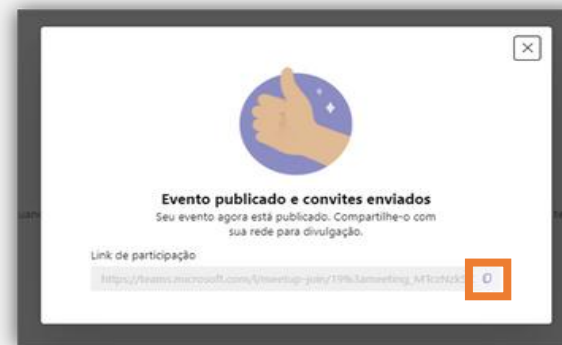 Evento publicado e convites enviados
Seu evento agora está publicado. Compartilhe-o com
sua rede para divulgação.
Link de participação
https://teams.microsoft.com/l/meetup-join/19%3ameeting_MTczNzk5